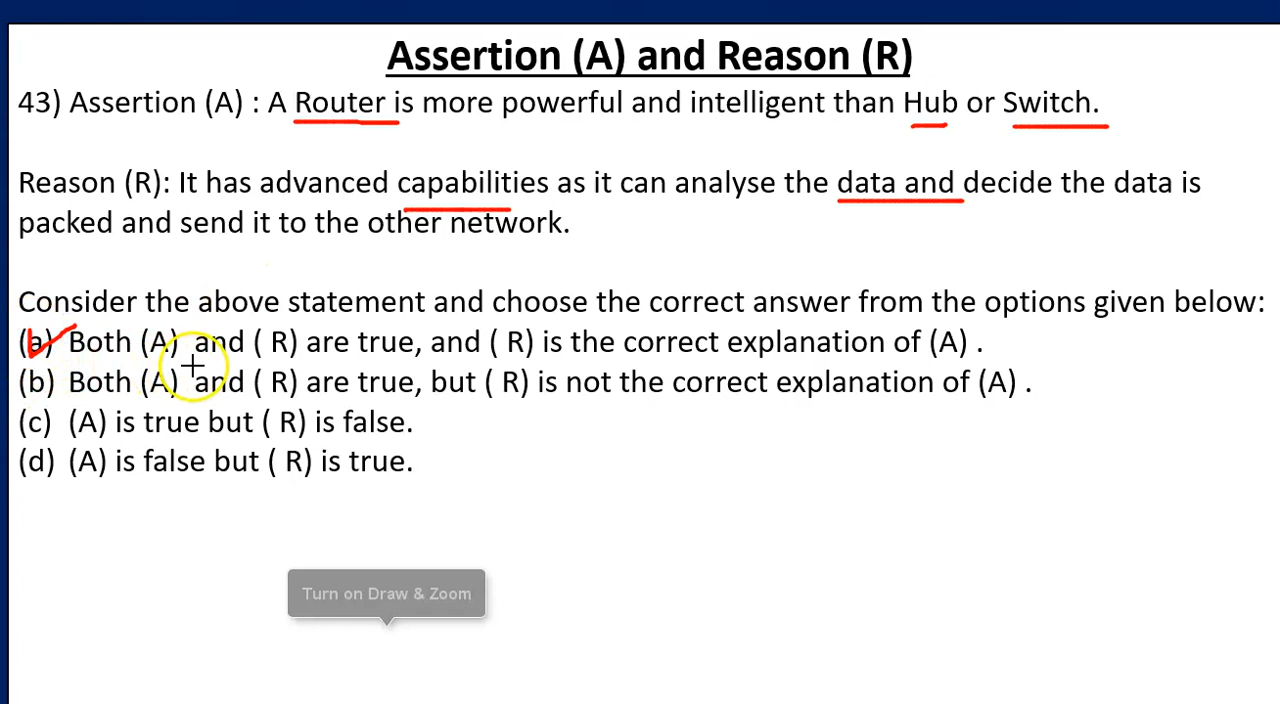 Assertion (A) and Reason (R)
43) Assertion (A) : A Router is more powerful and intelligent than Hub or Switch.
Reason (R): It has advanced capabilities as it can analyse the data and decide the data is
packed and send it to the other network.
Consider the above statement and choose the correct answer from the options given below:
(a) Both (A) and ( R) are true, and ( R) is the correct explanation of (A) .
(b) Both (A) and ( R) are true, but ( R) is not the correct explanation of (A) .
(c) (A) is true but ( R) is false.
(d) (A) is false but ( R) is true.
Turn on Draw & Zoom